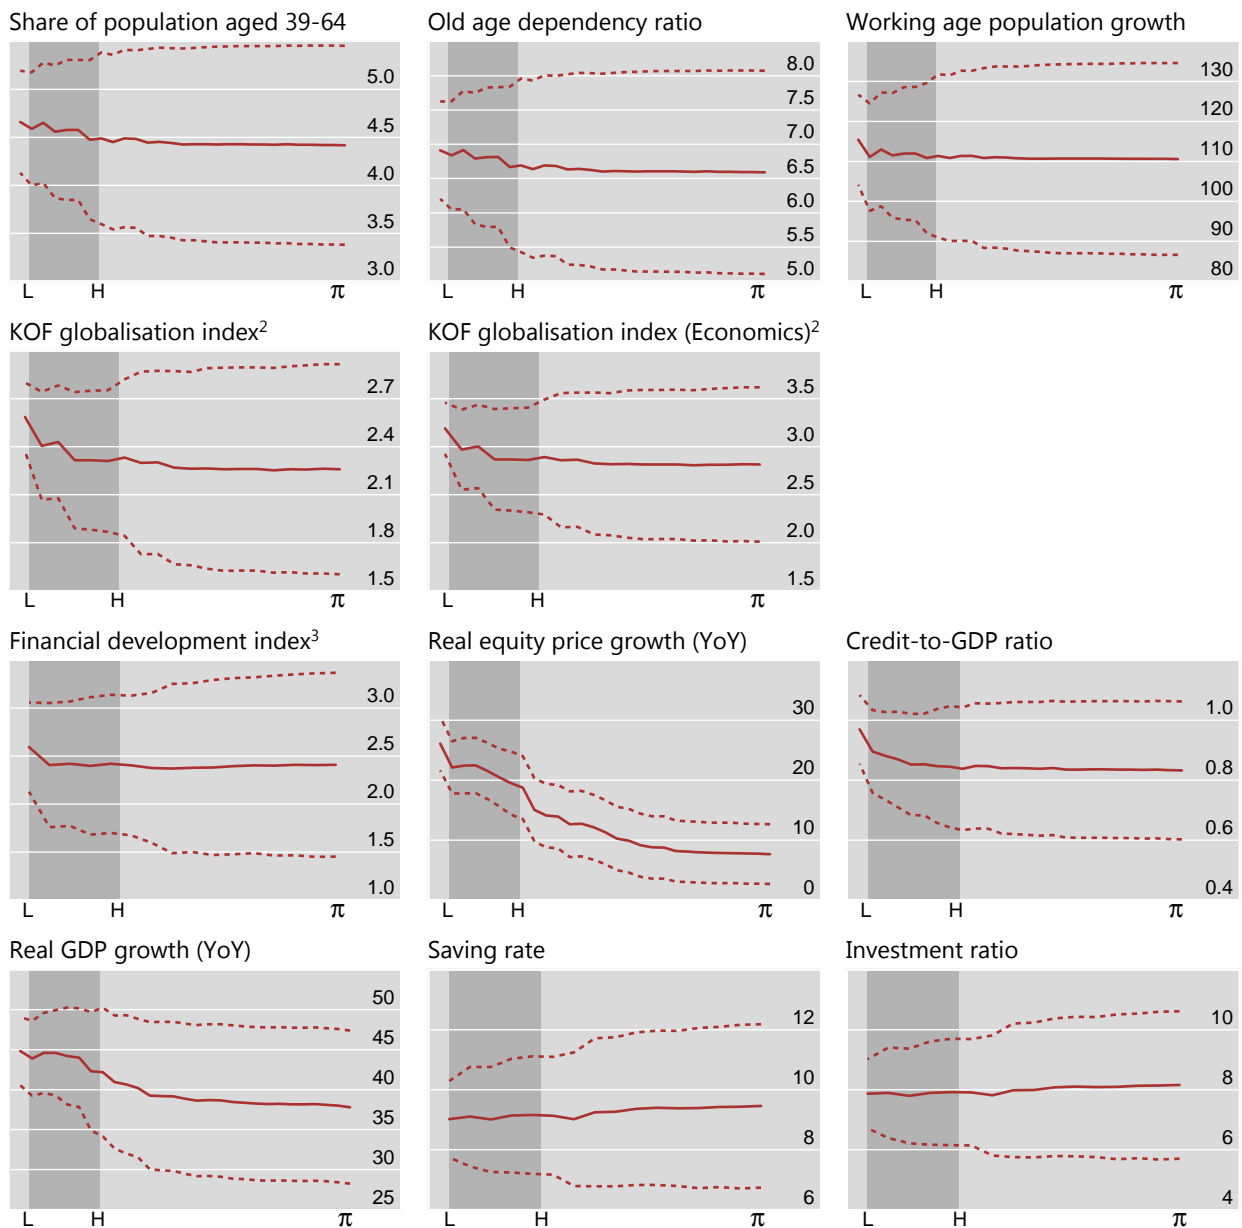 Share of population aged 39-64
Old age dependency ratio
Working age population growth
5.0
4.5
4.0
3.5
3.0
L H π
8.0
7.5
7.0
6.5
6.0
5.5
5.0
L H π
130
120
110
100
90
80
L H π
KOF globalisation index²
KOF globalisation index (Economics)²
2.7
2.4
2.1
1.8
1.5
L H π
3.5
3.0
2.5
2.0
1.5
L H π
Financial development index³
Real equity price growth (YoY)
Credit-to-GDP ratio
3.0
2.5
2.0
1.5
1.0
L H π
30
20
10
0
L H π
1.0
0.8
0.6
0.4
L H π
Real GDP growth (YoY)
Saving rate
Investment ratio
50
45
40
35
30
25
L H π
12
10
8
6
L H π
10
8
6
4
L H π